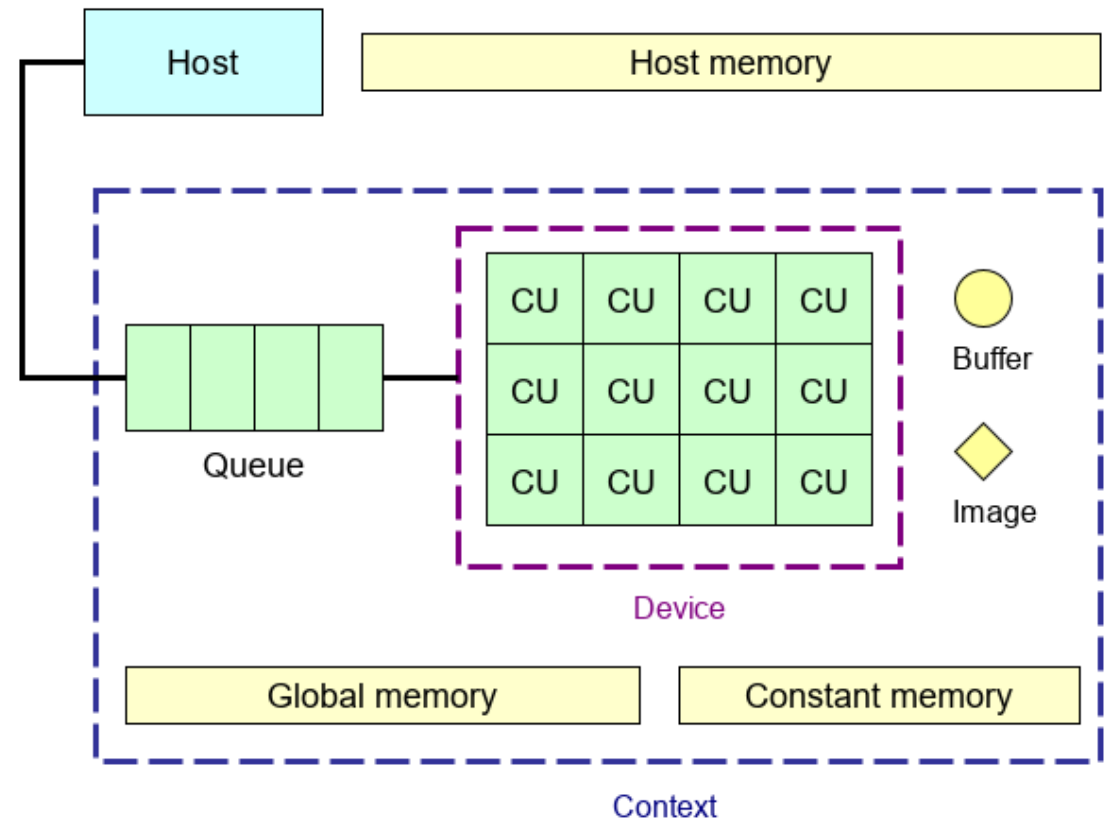 Host
Host memory
CU CU CU CU
Buffer
CU CU CU CU
Queue
CU CU CU CU
Image
Device
Global memory
Constant memory
Context